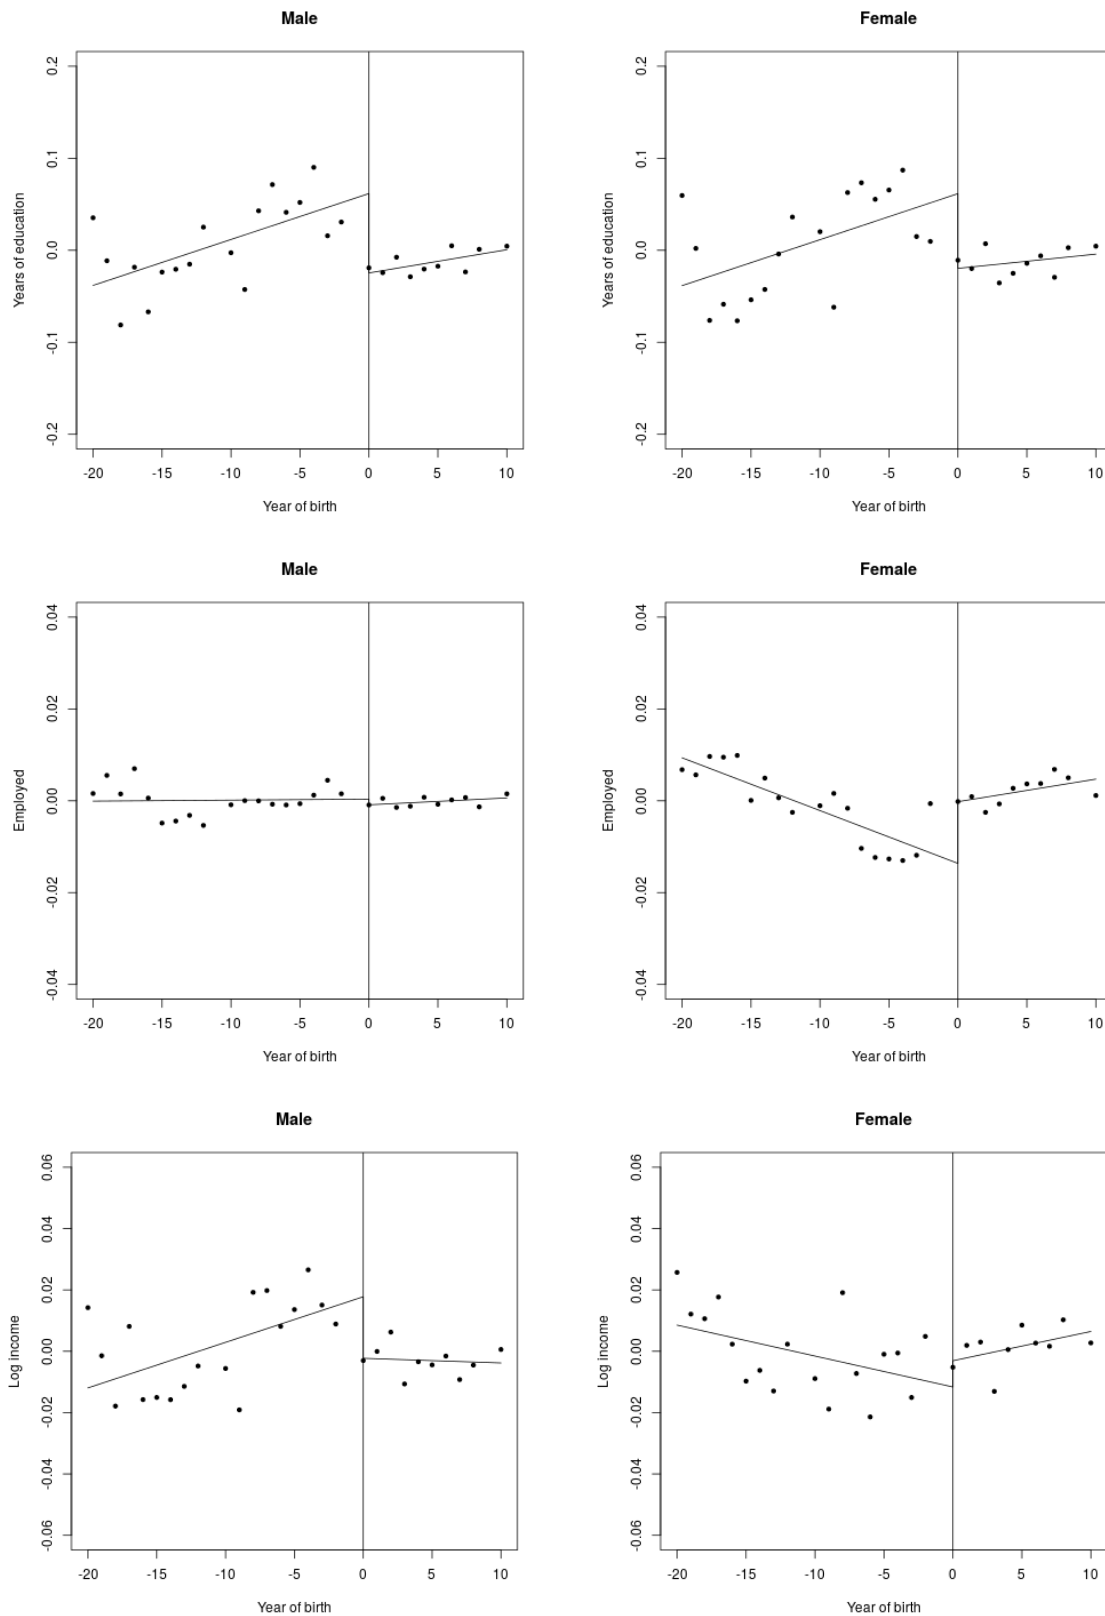 Male
Female
0.2
0.1
0.0
-0.1
-0.2
Years of education
-20 -15 -10 -5 0 5 10
Year of birth
0.2
0.1
0.0
-0.1
-0.2
Years of education
-20 -15 -10 -5 0 5 10
Year of birth
Male
Female
0.04
0.02
0.00
-0.02
-0.04
Employed
-20 -15 -10 -5 0 5 10
Year of birth
0.04
0.02
0.00
-0.02
-0.04
Employed
-20 -15 -10 -5 0 5 10
Year of birth
Male
Female
0.06
0.04
0.02
0.00
-0.02
-0.04
-0.06
Log income
-20 -15 -10 -5 0 5 10
Year of birth
0.06
0.04
0.02
0.00
-0.02
-0.04
-0.06
Log income
-20 -15 -10 -5 0 5 10
Year of birth